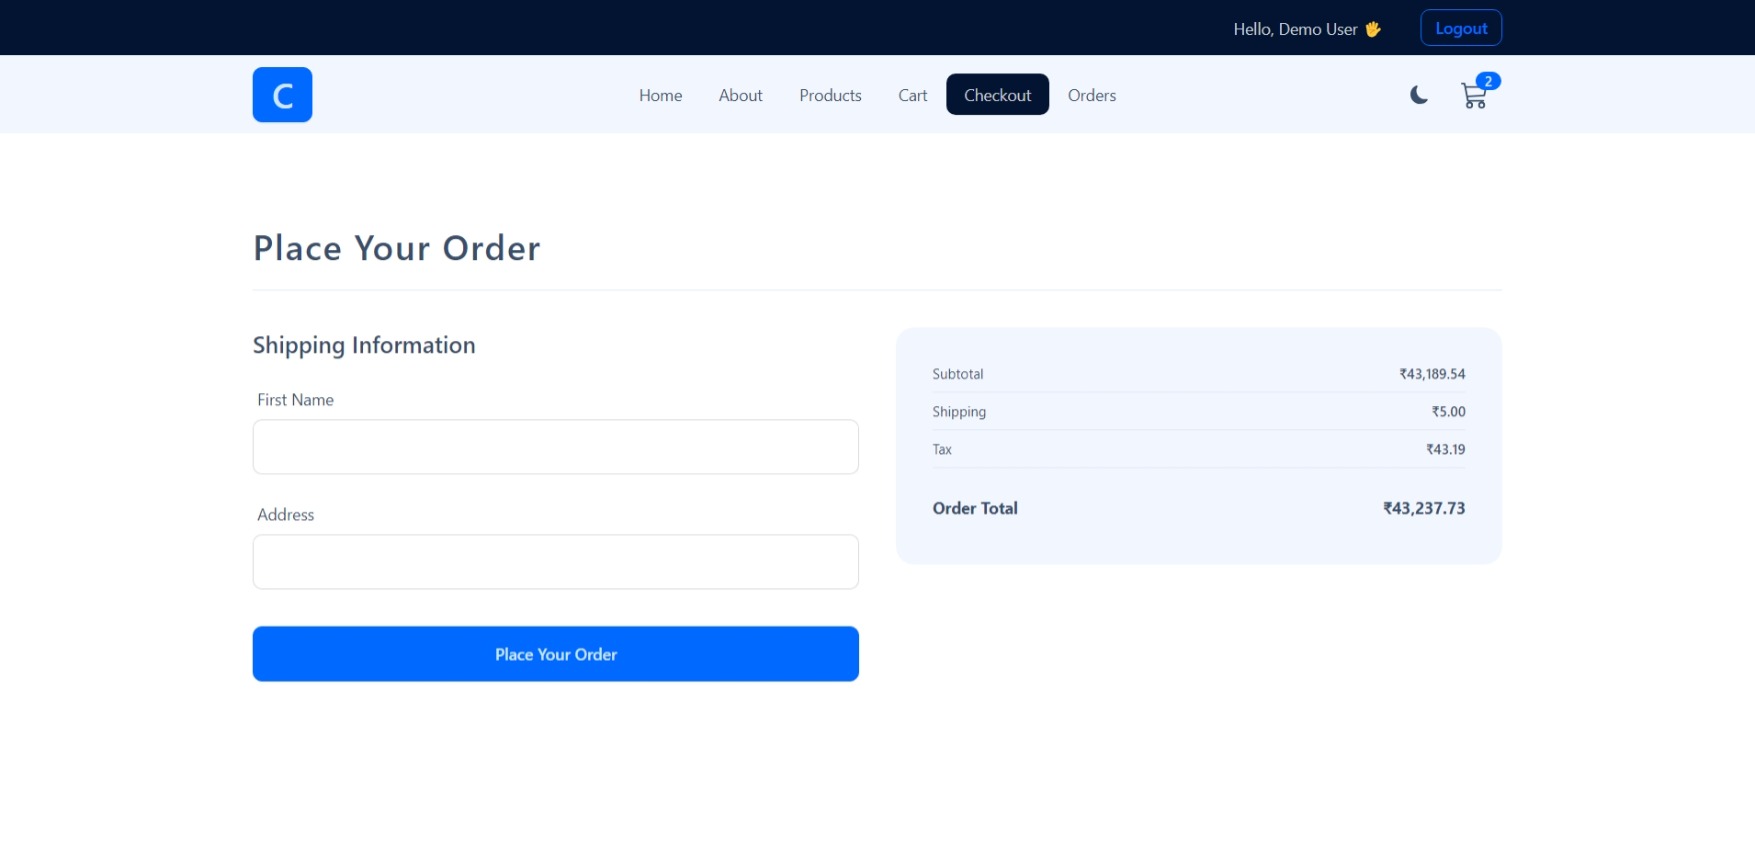 Hello, Demo User 🖐
Logout
C
Home About Products Cart Checkout Orders
2
Place Your Order
Shipping Information
First Name
Address
Place Your Order
Subtotal ₹43,189.54
Shipping ₹5.00
Tax ₹43.19
Order Total ₹43,237.73